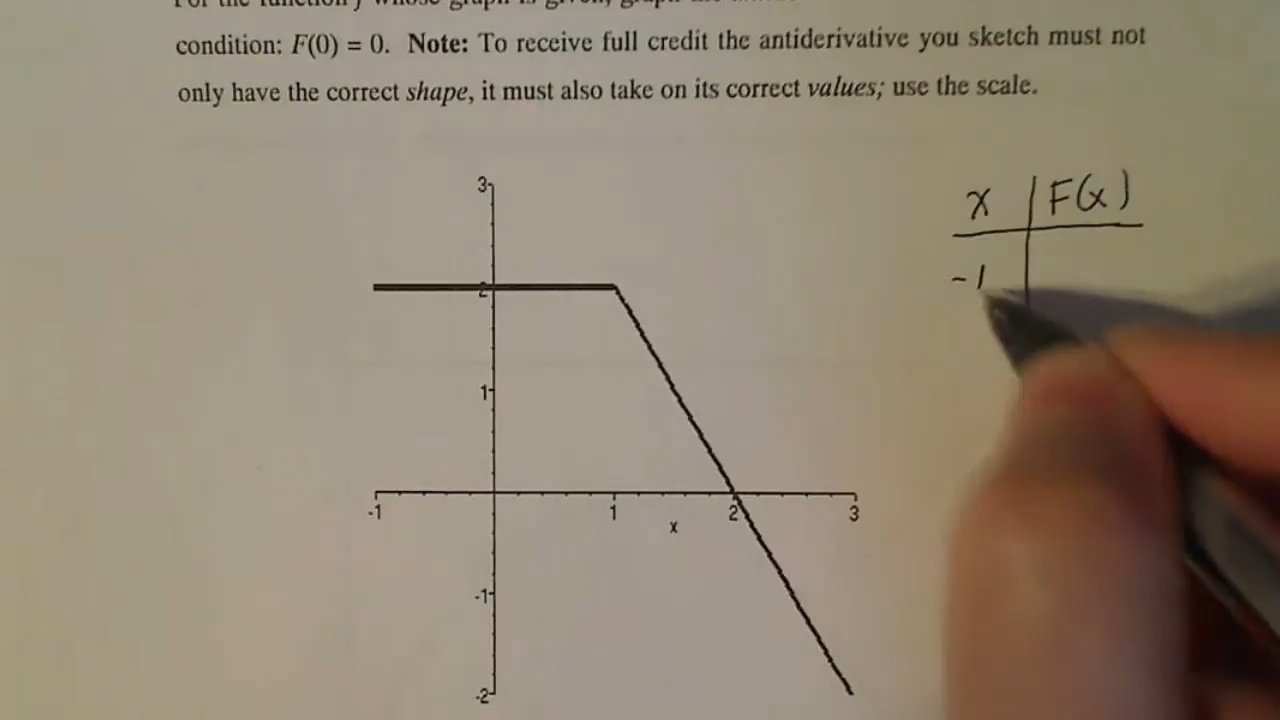 condition: F(0) = 0. Note: To receive full credit the antiderivative you sketch must not
only have the correct shape, it must also take on its correct values; use the scale.
3
x F(x)
-1
2
1
-1 1 2 3
x
-1
-2